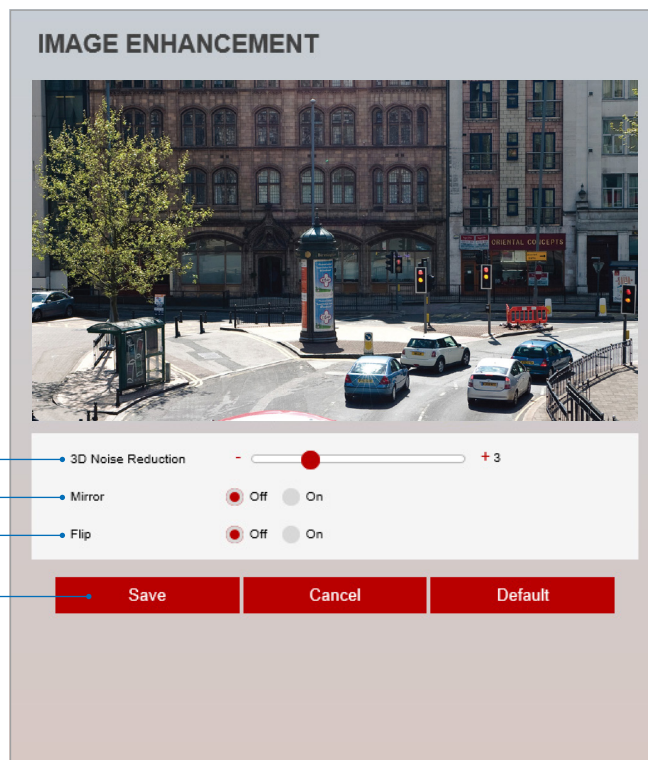 IMAGE ENHANCEMENT
ORIENTAL CONCEPTS
3D Noise Reduction - + 3
Mirror Off On
Flip Off On
Save Cancel Default